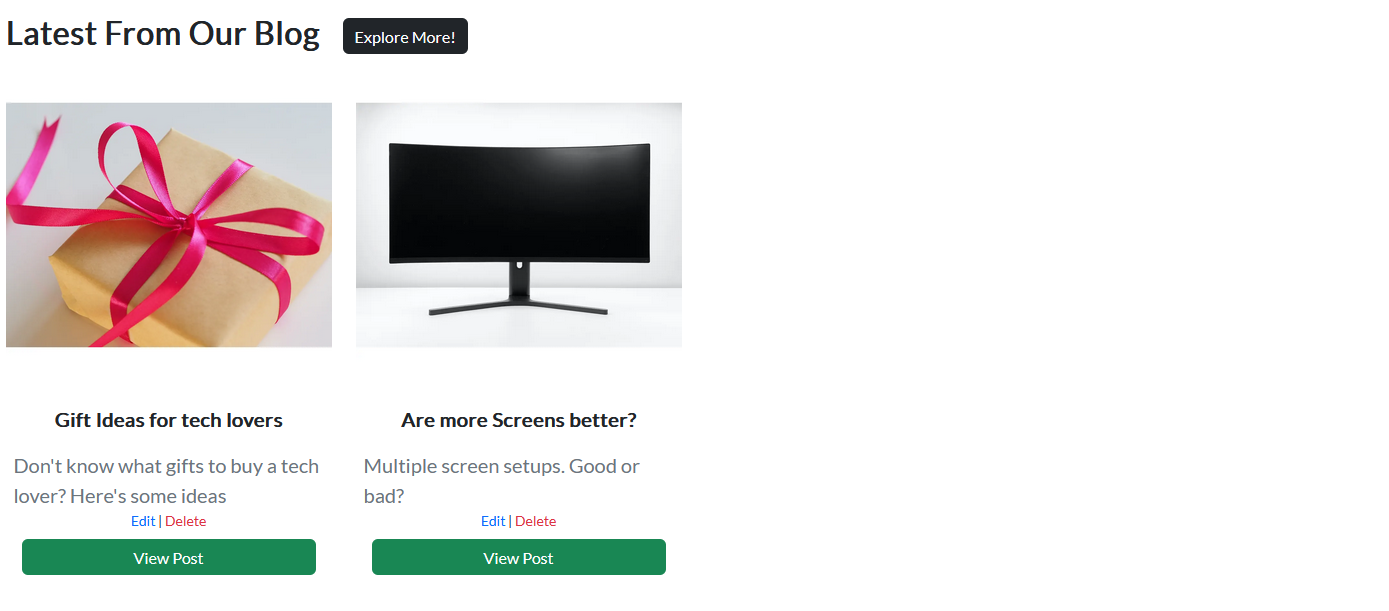 Latest From Our Blog
Explore More!
Gift Ideas for tech lovers
Don't know what gifts to buy a tech
lover? Here's some ideas
Edit | Delete
View Post
Are more Screens better?
Multiple screen setups. Good or
bad?
Edit | Delete
View Post